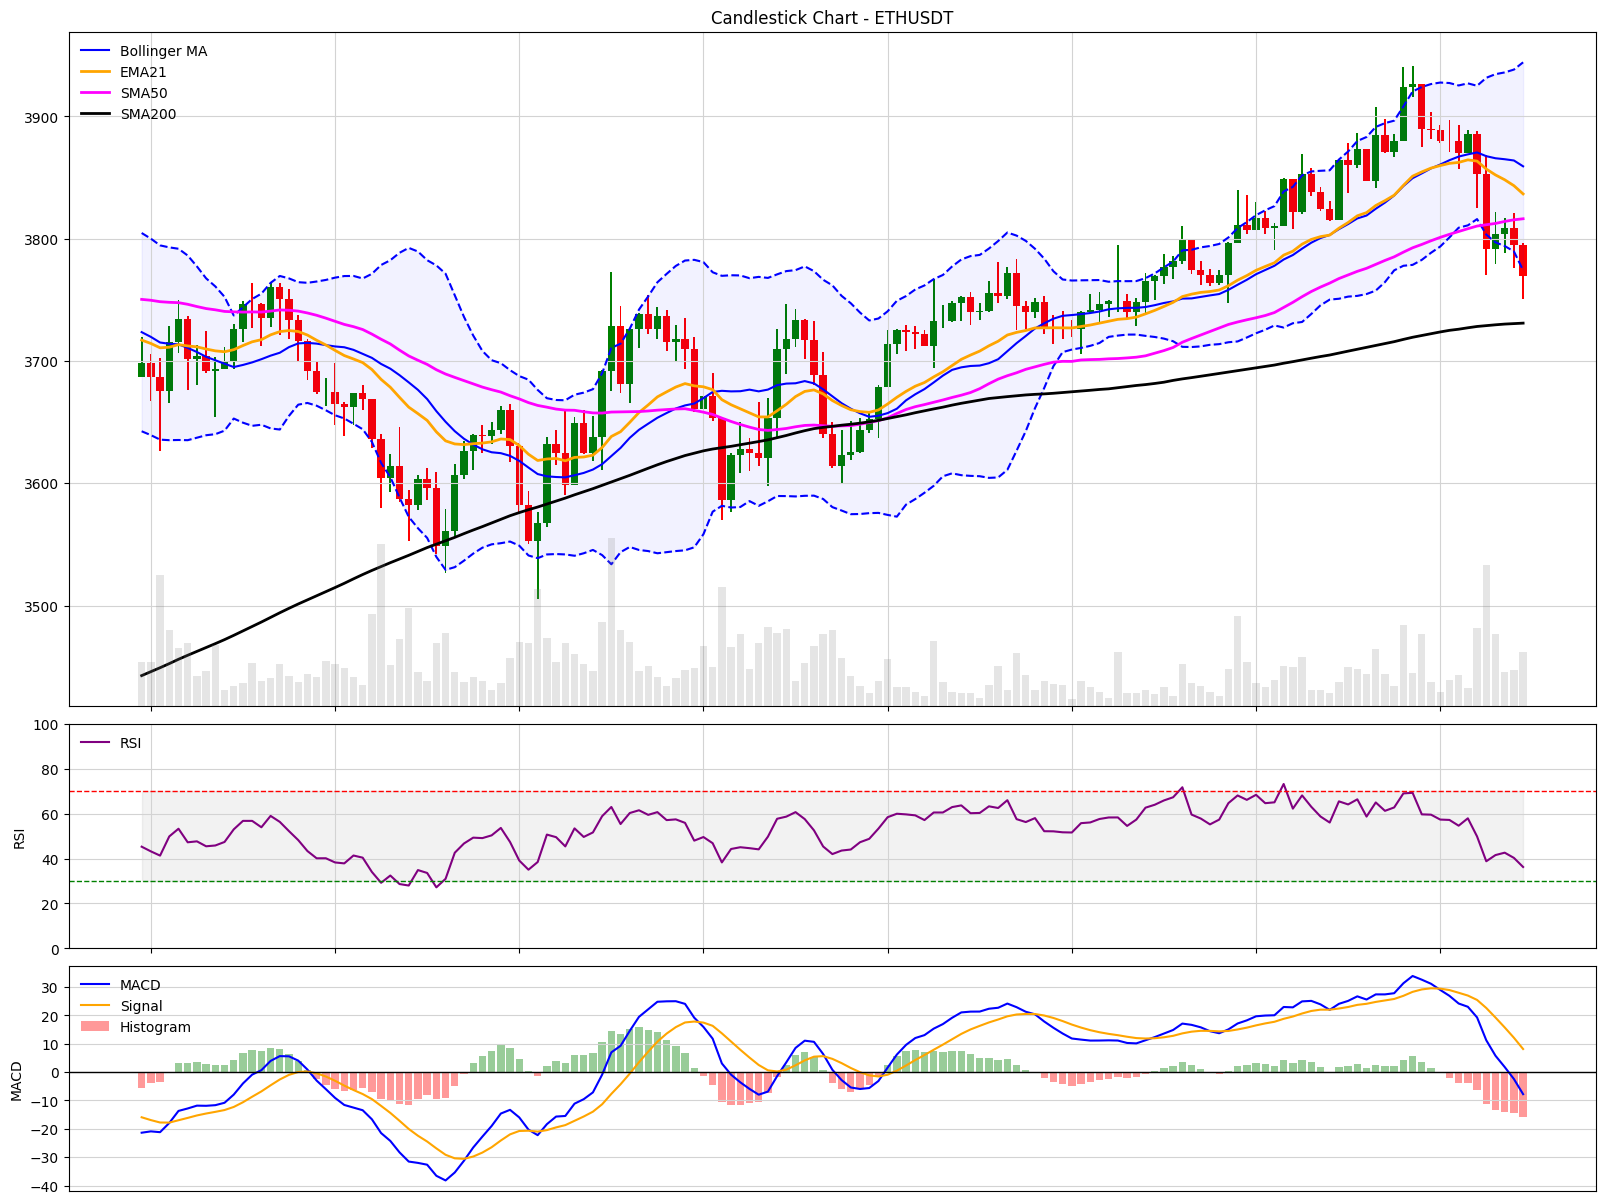 Candlestick Chart - ETHUSDT
Bollinger MA
EMA21
SMA50
SMA200
3900
3800
3700
3600
3500
RSI
100
80
60
40
20
0
RSI
MACD
Signal
Histogram
30
20
10
0
−10
−20
−30
−40
MACD